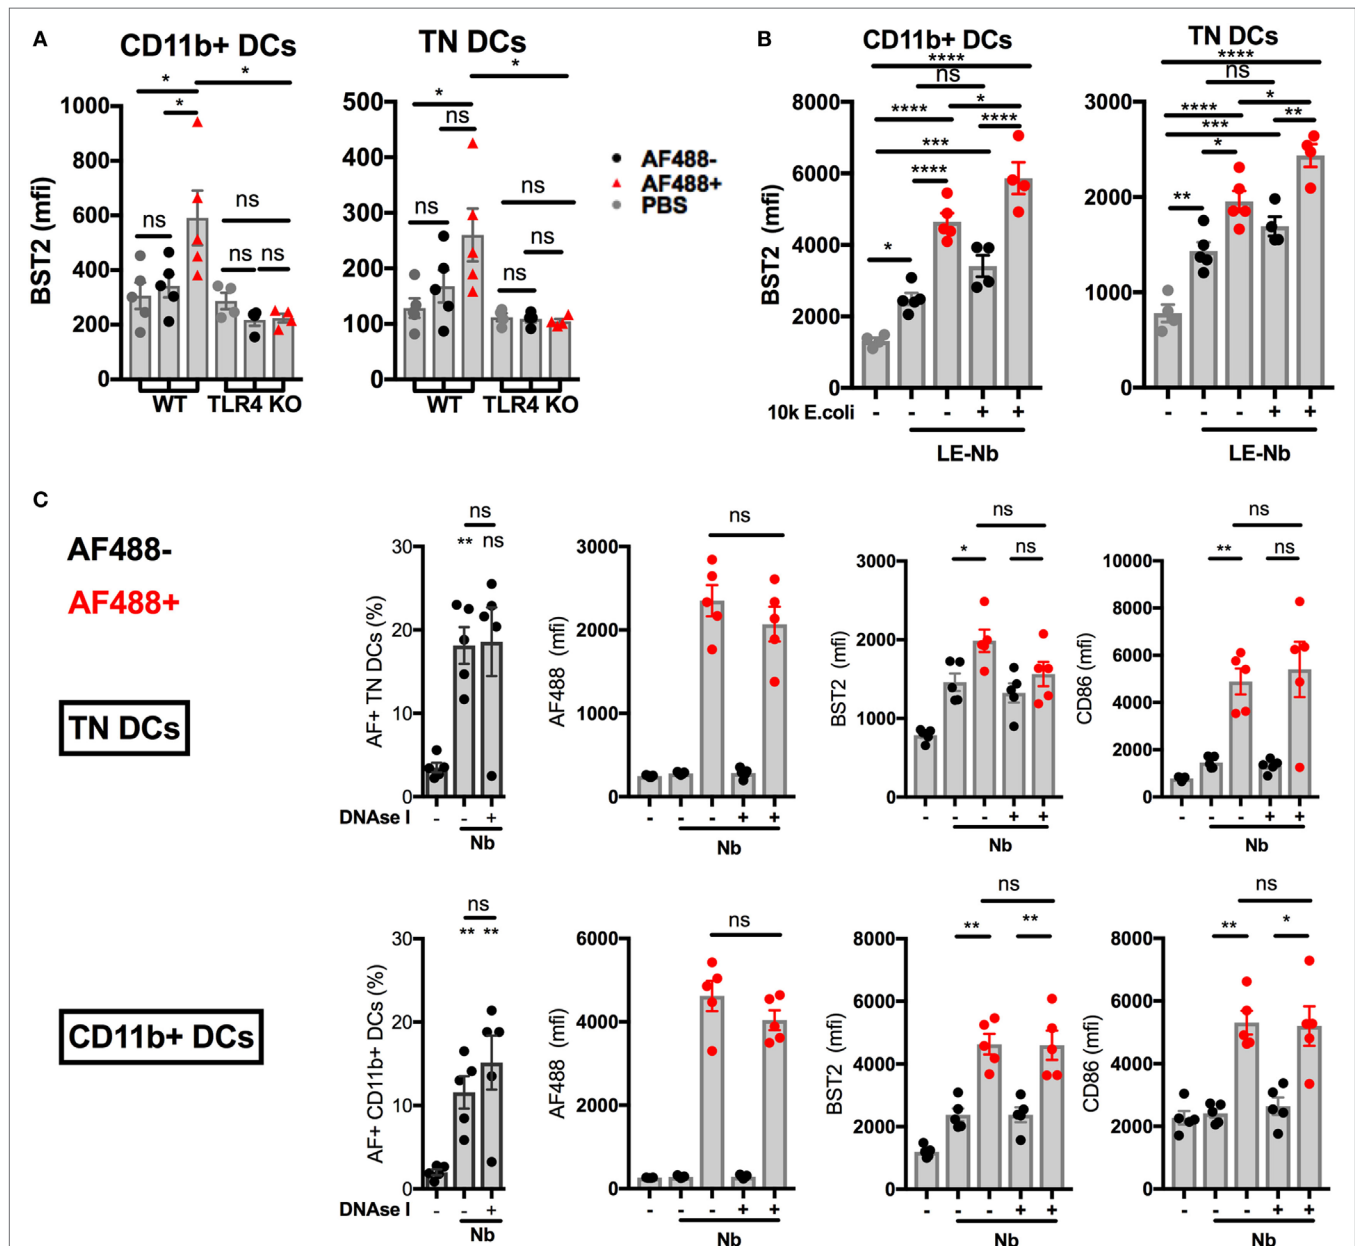 A
CD11b+ DCs
TN DCs
* *
*
ns
ns
ns ns
BST2 (mfi)
1000
800
600
400
200
0
WT TLR4 KO
*
*
ns
ns
ns
ns
ns
500
400
300
200
100
0
WT TLR4 KO
AF488-
AF488+
PBS
B
CD11b+ DCs
TN DCs
****
ns
**** *
*** ****
****
*
BST2 (mfi)
8000
6000
4000
2000
0
10k E.coli - - - + +
LE-Nb
****
ns
**** *
*** **
*
**
3000
2000
1000
0
- - - + +
LE-Nb
C
AF488-
AF488+
TN DCs
ns
** ns
AF+ TN DCs (%)
30
20
10
0
DNAse I - - +
Nb
ns
AF488 (mfi)
3000
2000
1000
0
- - - + +
Nb
ns
* ns
BST2 (mfi)
3000
2000
1000
0
- - - + +
Nb
ns
** ns
CD86 (mfi)
10000
8000
6000
4000
2000
0
- - - + +
Nb
CD11b+ DCs
ns
** **
AF+ CD11b+ DCs (%)
30
20
10
0
DNAse I - - +
Nb
ns
AF488 (mfi)
6000
4000
2000
0
- - - + +
Nb
ns
** **
BST2 (mfi)
8000
6000
4000
2000
0
- - - + +
Nb
ns
** *
CD86 (mfi)
8000
6000
4000
2000
0
- - - + +
Nb